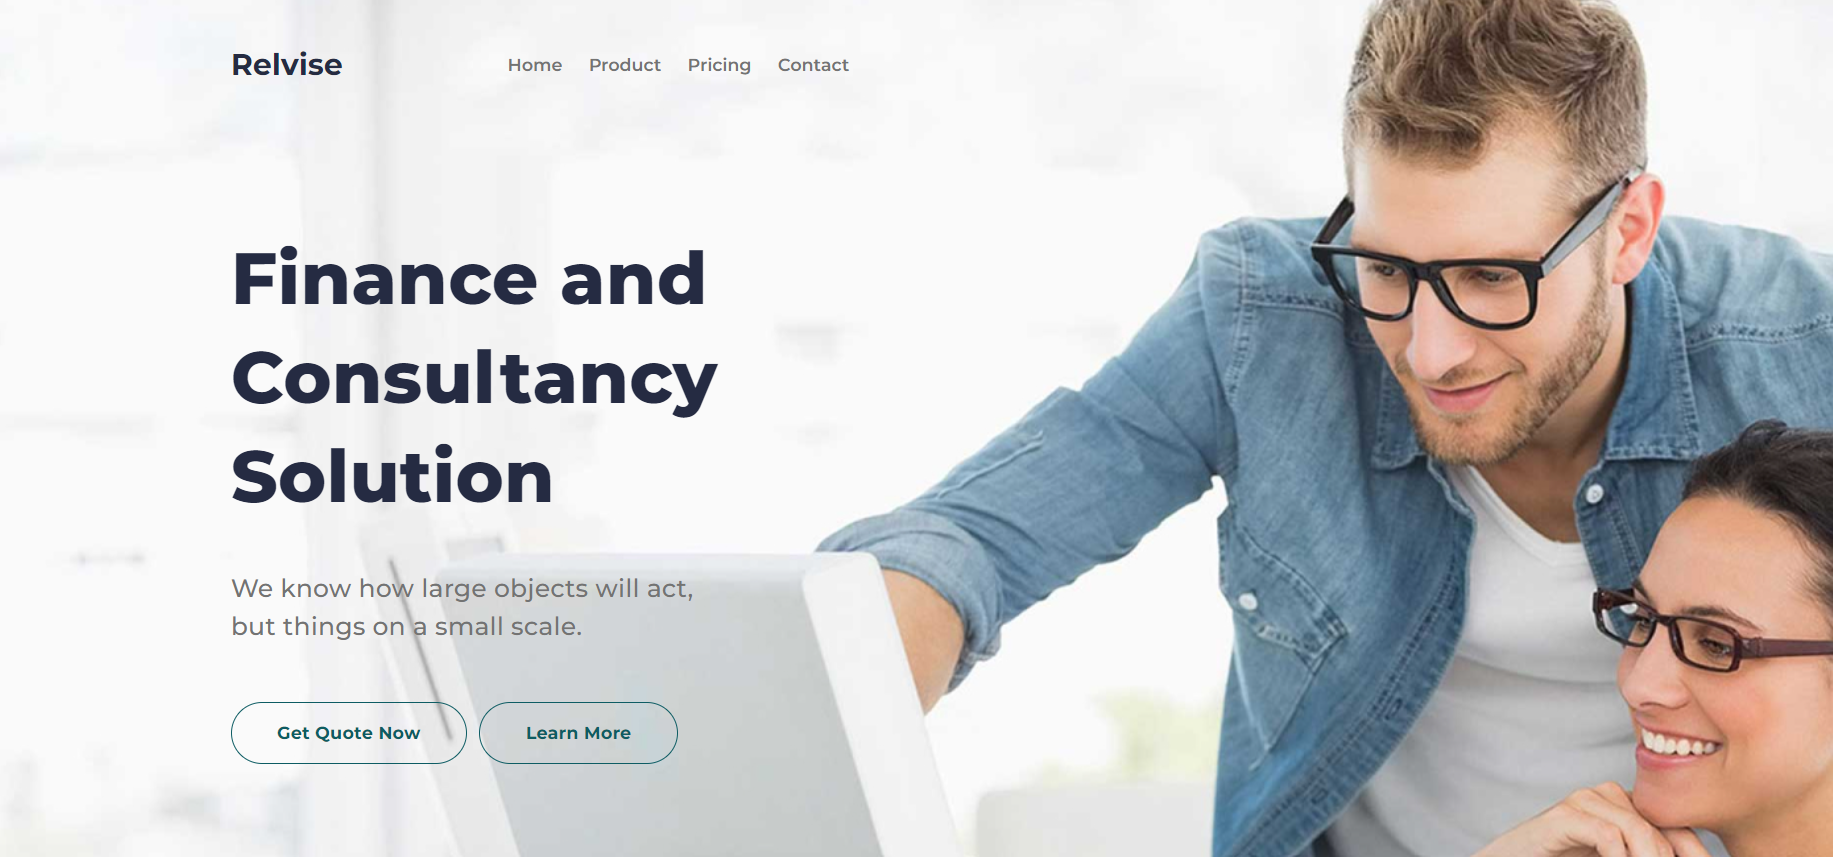 Relvise
Home Product Pricing Contact
Finance and
Consultancy
Solution
We know how large objects will act,
but things on a small scale.
Get Quote Now Learn More